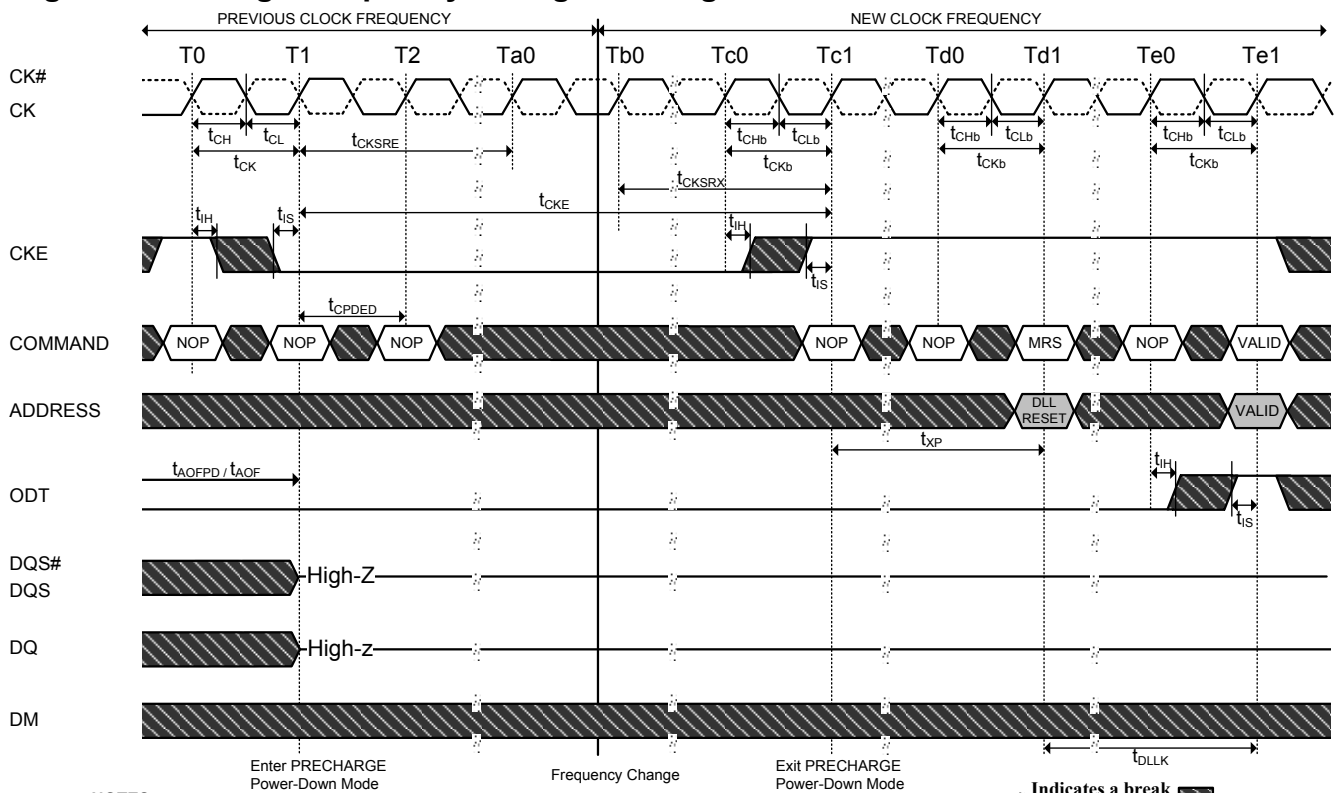 PREVIOUS CLOCK FREQUENCY NEW CLOCK FREQUENCY
T0 T1 T2 Ta0 Tb0 Tc0 Tc1 Td0 Td1 Te0 Te1
CK#
CK
tCH tCL tCHb tCLb tCHb tCLb tCHb tCLb
tCK tCKSRE tCKb tCKb tCKb
tCKSRX
tCKE
tIH tIS tIH
CKE
tIS
tCPDED
COMMAND NOP NOP NOP NOP NOP MRS NOP VALID
ADDRESS DLL RESET VALID
tXP
tAOFPD / tAOF tIH
ODT
tIS
DQS#
DQS High-Z
DQ High-z
DM
tDLLK
Enter PRECHARGE
Power-Down Mode
Frequency Change
Exit PRECHARGE
Power-Down Mode
Indicates a break